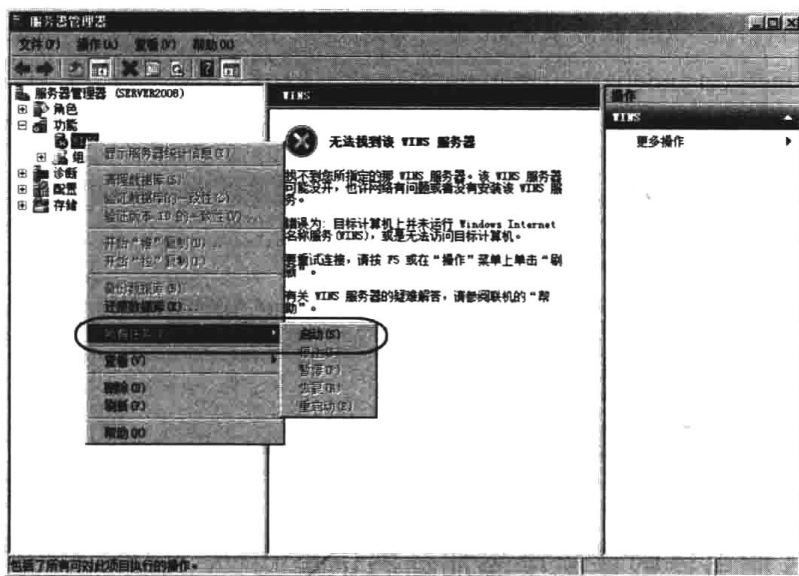 服务器管理器
文件(F) 操作(A) 查看(V) 帮助(H)
服务器管理器 (SERVER2008)
角色
功能
组
诊断
配置
存储
显示服务器统计信息(T)
清理数据库(S)
验证数据库的一致性(C)...
验证版本 ID 的一致性(V)...
开始“推”复制(U)...
开始“拉”复制(L)...
备份数据库(B)...
还原数据库(E)...
查看(V)
删除(D)
刷新(F)
帮助(H)
启动(S)
停止(O)
暂停(P)
恢复(R)
重启动(E)
WINS
无法找到该 WINS 服务器
找不到您所指定的那 WINS 服务器。该 WINS 服务器
可能没开，也许网络有问题或者没有安装该 WINS 服
务。
错误为: 目标计算机上并未运行 Windows Internet
名称服务(WINS)，或是无法访问目标计算机。
要重试连接，请按 F5 或在“操作”菜单上单击“刷
新”。
有关 WINS 服务器的疑难解答，请参阅联机的“帮
助”。
操作
WINS
更多操作
包括了所有可对此项目执行的操作。